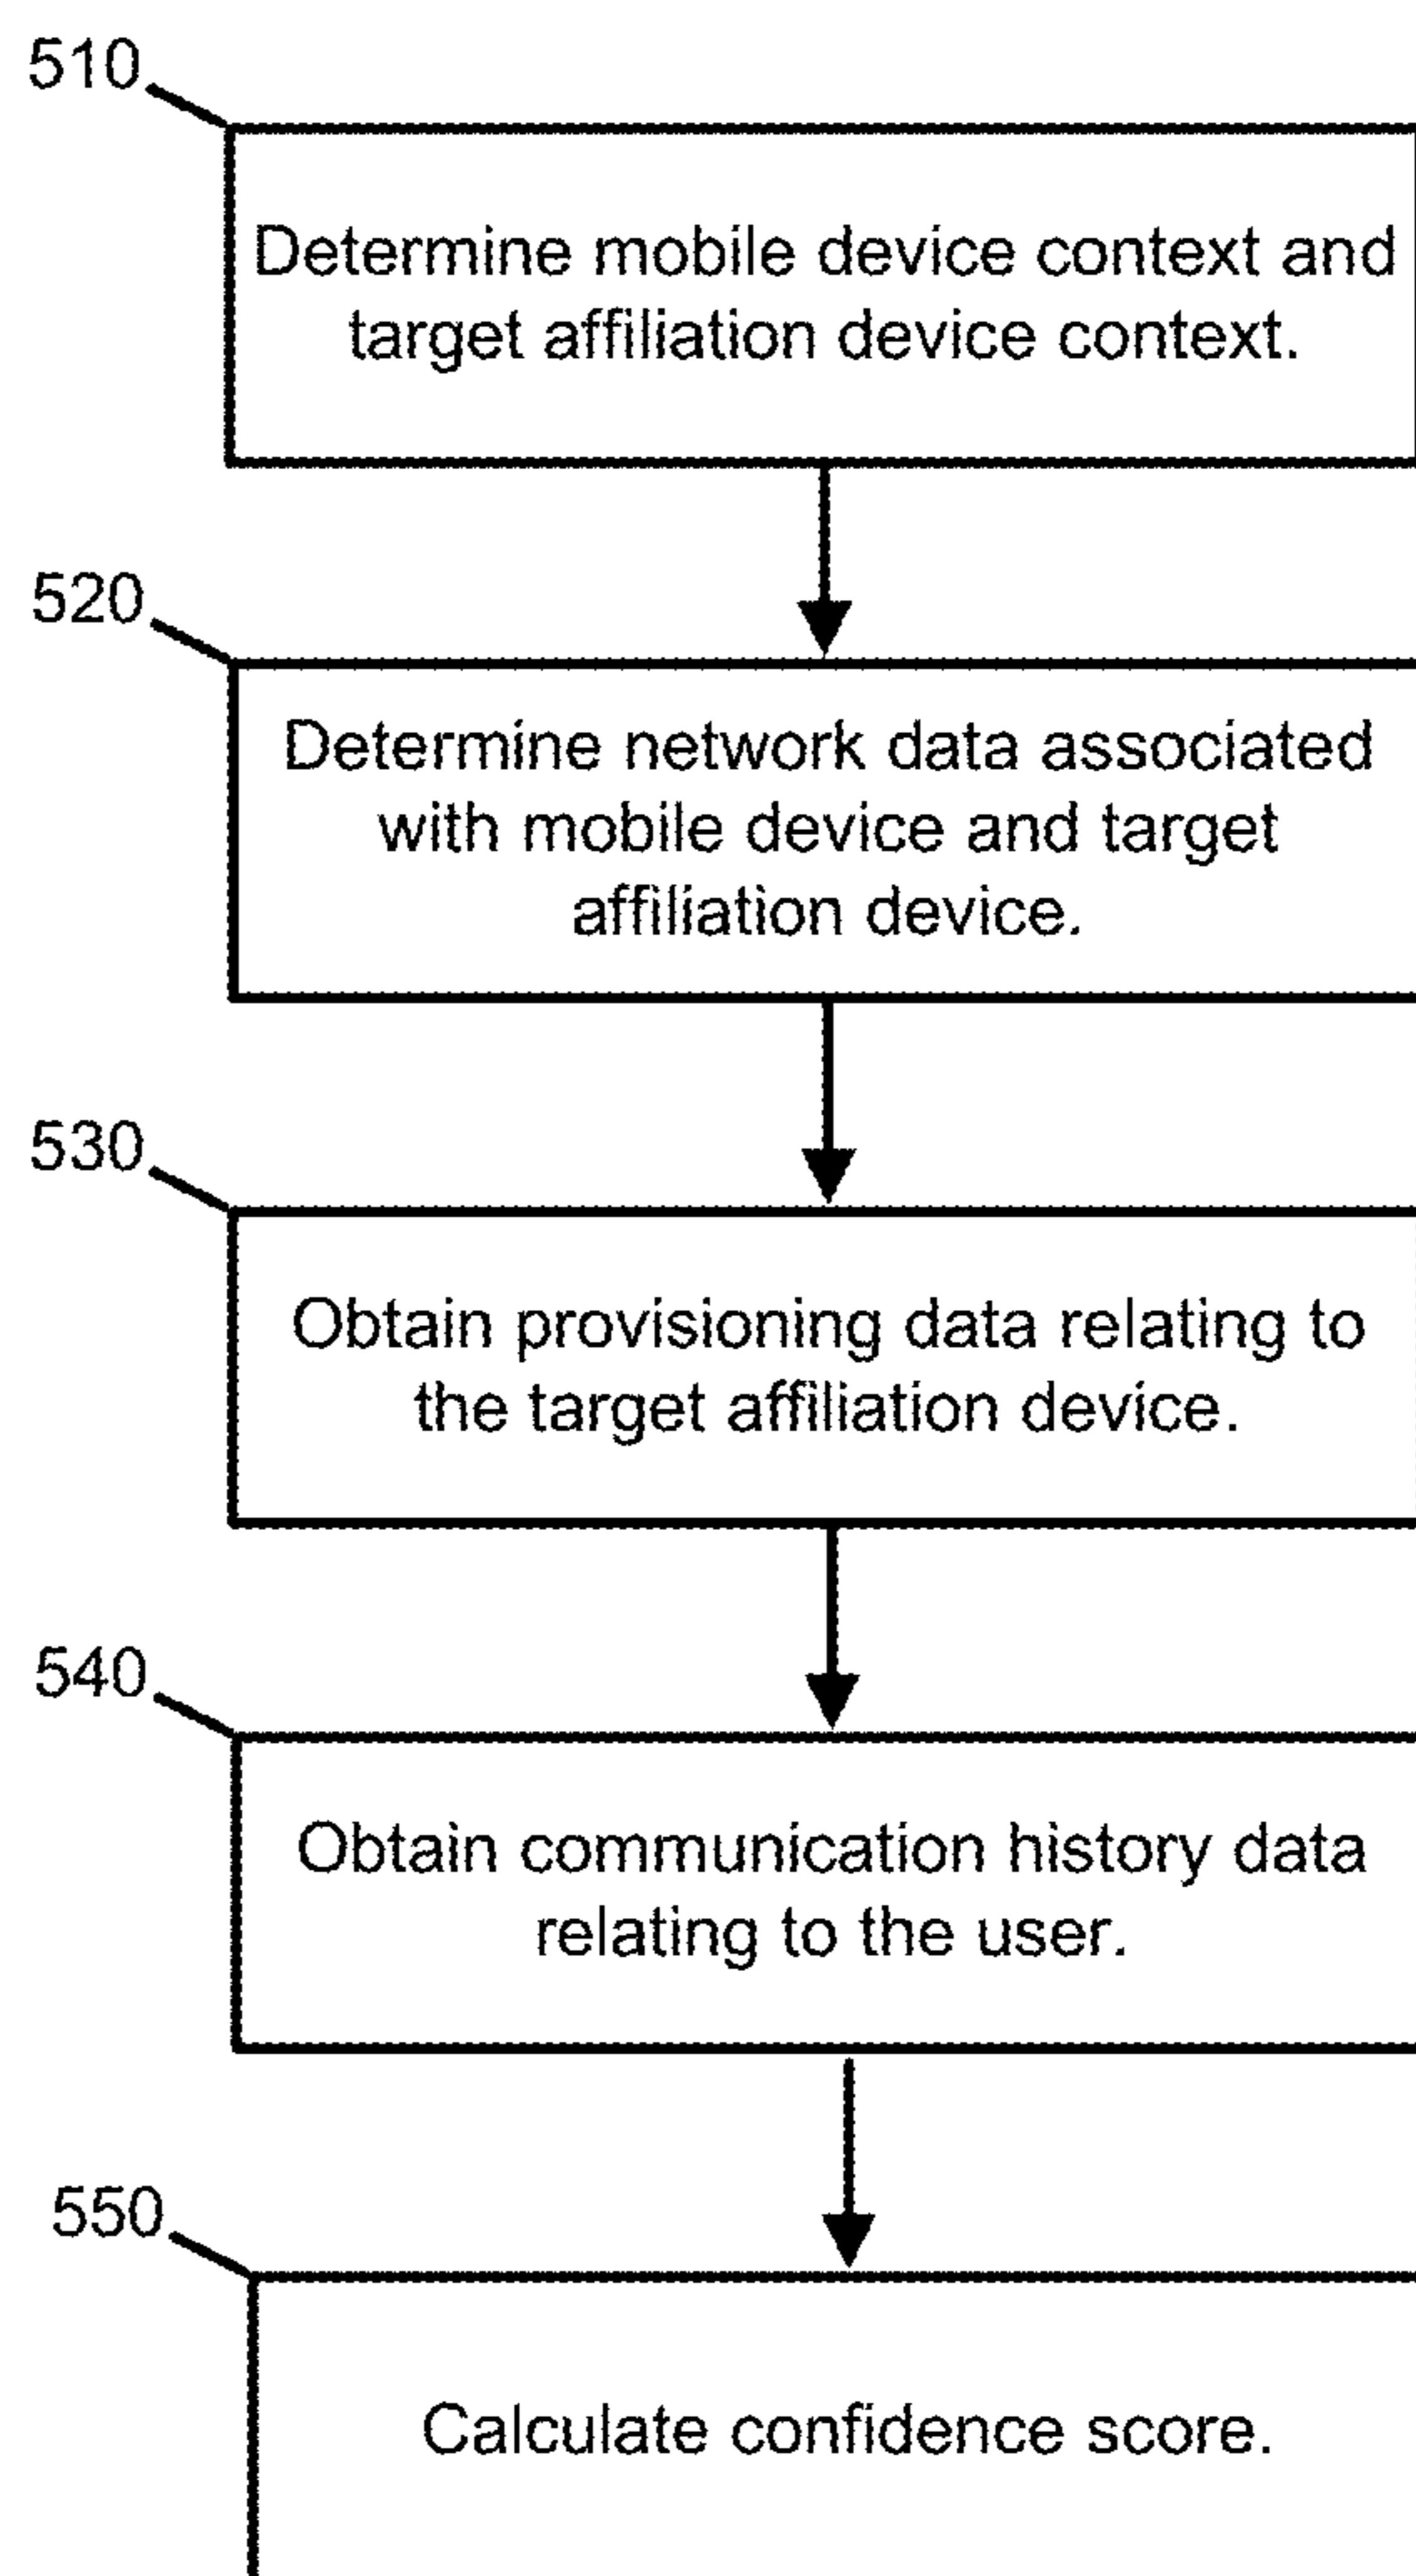 510
Determine mobile device context and
target affiliation device context.
520
Determine network data associated
with mobile device and target
affiliation device.
530
Obtain provisioning data relating to
the target affiliation device.
540
Obtain communication history data
relating to the user.
550
Calculate confidence score.